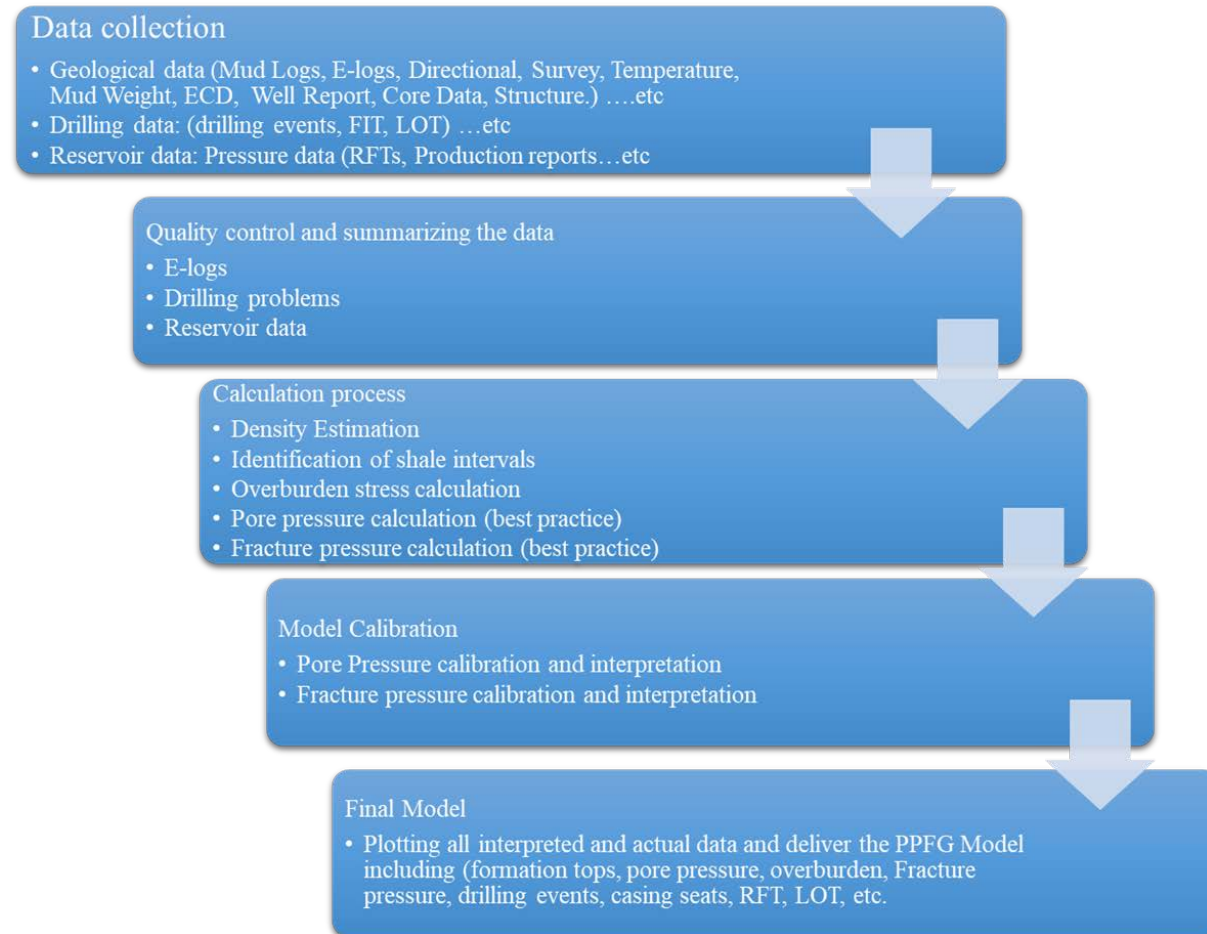 Data collection
• Geological data (Mud Logs, E-logs, Directional, Survey, Temperature,
Mud Weight, ECD, Well Report, Core Data, Structure.) ….etc
• Drilling data: (drilling events, FIT, LOT) …etc
• Reservoir data: Pressure data (RFTs, Production reports…etc
Quality control and summarizing the data
• E-logs
• Drilling problems
• Reservoir data
Calculation process
• Density Estimation
• Identification of shale intervals
• Overburden stress calculation
• Pore pressure calculation (best practice)
• Fracture pressure calculation (best practice)
Model Calibration
• Pore Pressure calibration and interpretation
• Fracture pressure calibration and interpretation
Final Model
• Plotting all interpreted and actual data and deliver the PPFG Model
including (formation tops, pore pressure, overburden, Fracture
pressure, drilling events, casing seats, RFT, LOT, etc.